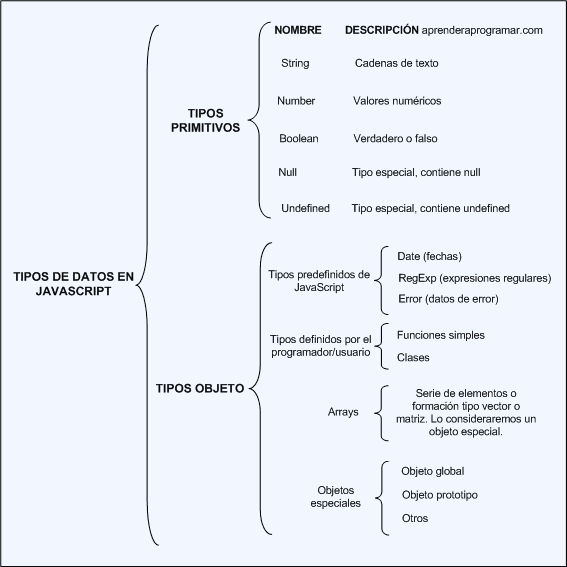 NOMBRE DESCRIPCIÓN aprenderaprogramar.com
String Cadenas de texto
TIPOS
PRIMITIVOS
Number Valores numéricos
Boolean Verdadero o falso
Null Tipo especial, contiene null
Undefined Tipo especial, contiene undefined
TIPOS DE DATOS EN
JAVASCRIPT
TIPOS OBJETO
Tipos predefinidos de
JavaScript
Date (fechas)
RegExp (expresiones regulares)
Error (datos de error)
Tipos definidos por el
programador/usuario
Funciones simples
Clases
Arrays
Serie de elementos o
formación tipo vector o
matriz. Lo consideraremos un
objeto especial.
Objetos
especiales
Objeto global
Objeto prototipo
Otros